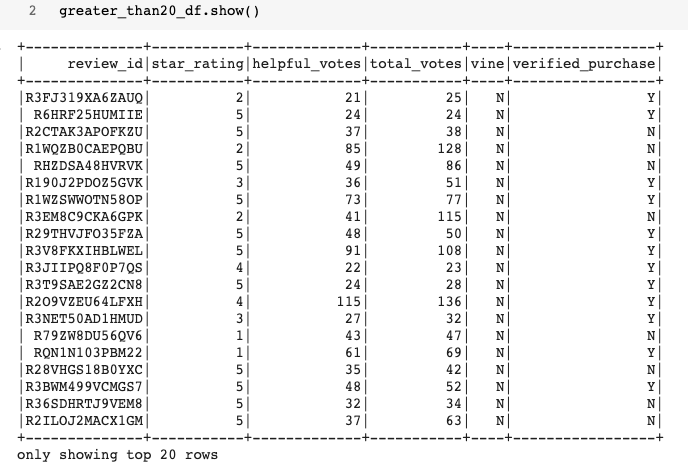 2 greater_than20_df.show()
+--------------+-----------+-------------+-----------+----+-----------------+
|     review_id|star_rating|helpful_votes|total_votes|vine|verified_purchase|
+--------------+-----------+-------------+-----------+----+-----------------+
|R3FJ319XA6ZAUQ|          2|           21|         25|   N|                Y|
| R6HRF25HUMIIE|          5|           24|         24|   N|                Y|
|R2CTAK3APOFKZU|          5|           37|         38|   N|                N|
|R1WQZB0CAEPQBU|          2|           85|        128|   N|                N|
| RHZDSA48HVRVK|          5|           49|         86|   N|                N|
|R190J2PDOZ5GVK|          3|           36|         51|   N|                Y|
|R1WZSWWOTN58OP|          5|           73|         77|   N|                Y|
|R3EM8C9CKA6GPK|          2|           41|        115|   N|                N|
|R29THVJFO35FZA|          5|           48|         50|   N|                Y|
|R3V8FKXIHBLWEL|          5|           91|        108|   N|                Y|
|R3JIIPQ8F0P7QS|          4|           22|         23|   N|                Y|
|R3T9SAE2GZ2CN8|          5|           24|         28|   N|                Y|
|R2O9VZEU64LFXH|          4|          115|        136|   N|                Y|
|R3NET50AD1HMUD|          3|           27|         32|   N|                Y|
| R79ZW8DU56QV6|          1|           43|         47|   N|                N|
| RQN1N103PBM22|          1|           61|         69|   N|                Y|
|R28VHGS18B0YXC|          5|           35|         42|   N|                N|
|R3BWM499VCMGS7|          5|           48|         52|   N|                Y|
|R36SDHRTJ9VEM8|          5|           32|         34|   N|                N|
|R2ILOJ2MACX1GM|          5|           37|         63|   N|                N|
+--------------+-----------+-------------+-----------+----+-----------------+
only showing top 20 rows